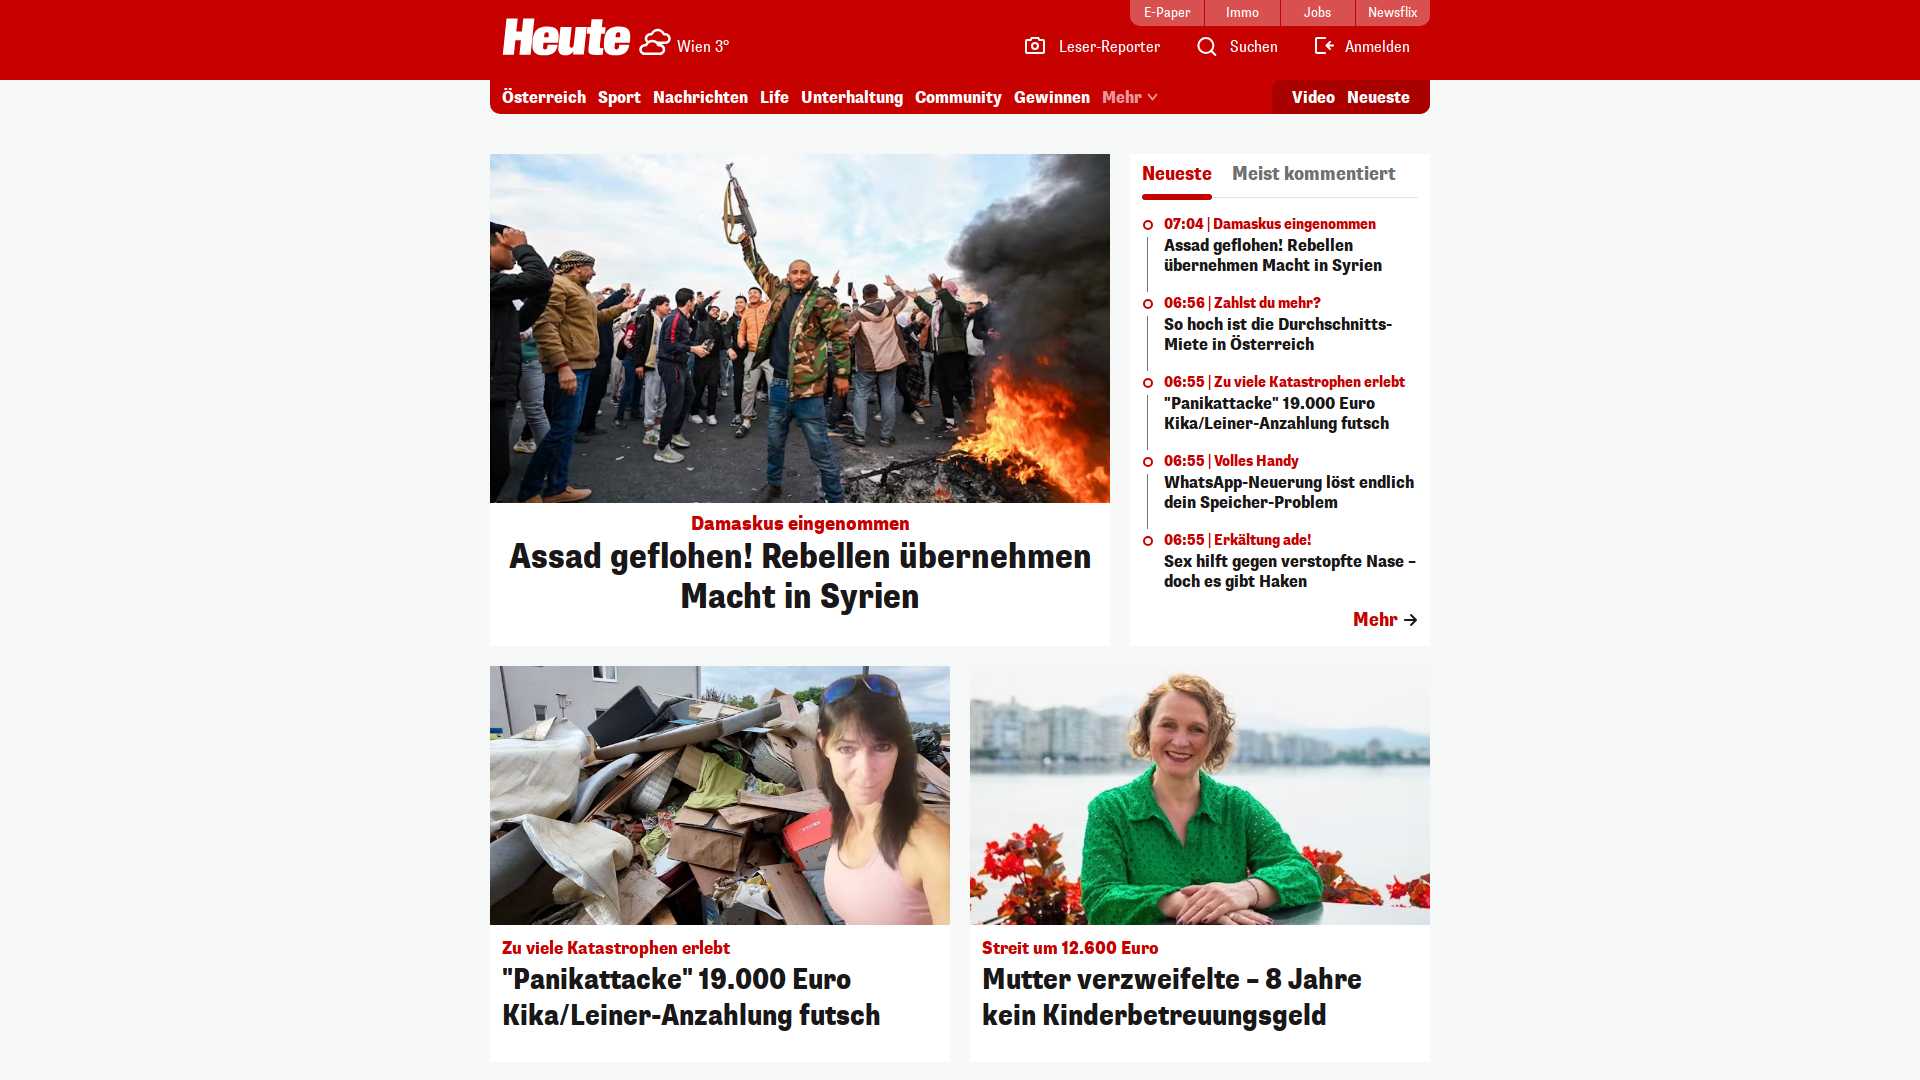 E-Paper
Immo
Jobs
Newsflix
Heute
Wien 3°
Leser-Reporter
Suchen
Anmelden
Österreich
Sport
Nachrichten
Life
Unterhaltung
Community
Gewinnen
Mehr
Video
Neueste
Damaskus eingenommen
Assad geflohen! Rebellen übernehmen
Macht in Syrien
Neueste
Meist kommentiert
07:04 | Damaskus eingenommen
Assad geflohen! Rebellen
übernehmen Macht in Syrien
06:56 | Zahlst du mehr?
So hoch ist die Durchschnitts-
Miete in Österreich
06:55 | Zu viele Katastrophen erlebt
"Panikattacke" 19.000 Euro
Kika/Leiner-Anzahlung futsch
06:55 | Volles Handy
WhatsApp-Neuerung löst endlich
dein Speicher-Problem
06:55 | Erkältung ade!
Sex hilft gegen verstopfte Nase –
doch es gibt Haken
Mehr
Zu viele Katastrophen erlebt
"Panikattacke" 19.000 Euro
Kika/Leiner-Anzahlung futsch
Streit um 12.600 Euro
Mutter verzweifelte – 8 Jahre
kein Kinderbetreuungsgeld